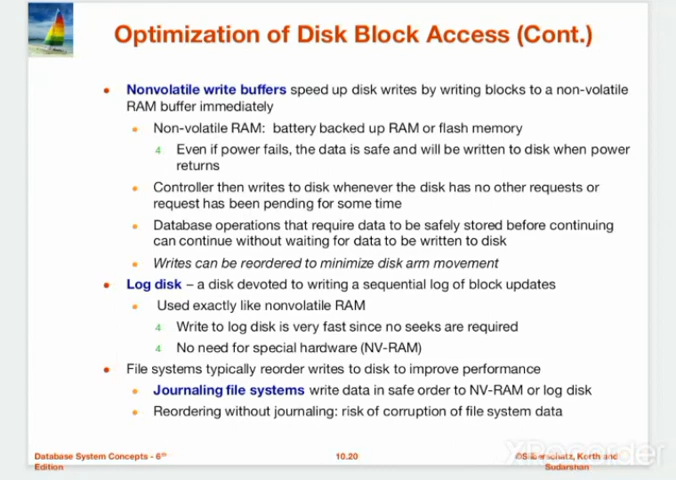 Optimization of Disk Block Access (Cont.)
• Nonvolatile write buffers speed up disk writes by writing blocks to a non-volatile
RAM buffer immediately
• Non-volatile RAM: battery backed up RAM or flash memory
4 Even if power fails, the data is safe and will be written to disk when power
returns
• Controller then writes to disk whenever the disk has no other requests or
request has been pending for some time
• Database operations that require data to be safely stored before continuing
can continue without waiting for data to be written to disk
• Writes can be reordered to minimize disk arm movement
• Log disk – a disk devoted to writing a sequential log of block updates
• Used exactly like nonvolatile RAM
4 Write to log disk is very fast since no seeks are required
4 No need for special hardware (NV-RAM)
• File systems typically reorder writes to disk to improve performance
• Journaling file systems write data in safe order to NV-RAM or log disk
• Reordering without journaling: risk of corruption of file system data
Database System Concepts - 6th
Edition
10.20
©Silberschatz, Korth and
Sudarshan
XRecorder